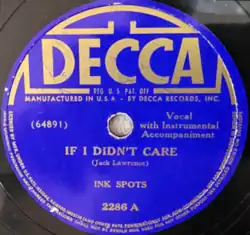 DECCA
REG. U.S. PAT. OFF.
MANUFACTURED IN U.S.A. - BY DECCA RECORDS, INC.
(64891)
Vocal
with Instrumental
Accompaniment
IF I DIDN'T CARE
(Jack Lawrence)
INK SPOTS
2286 A